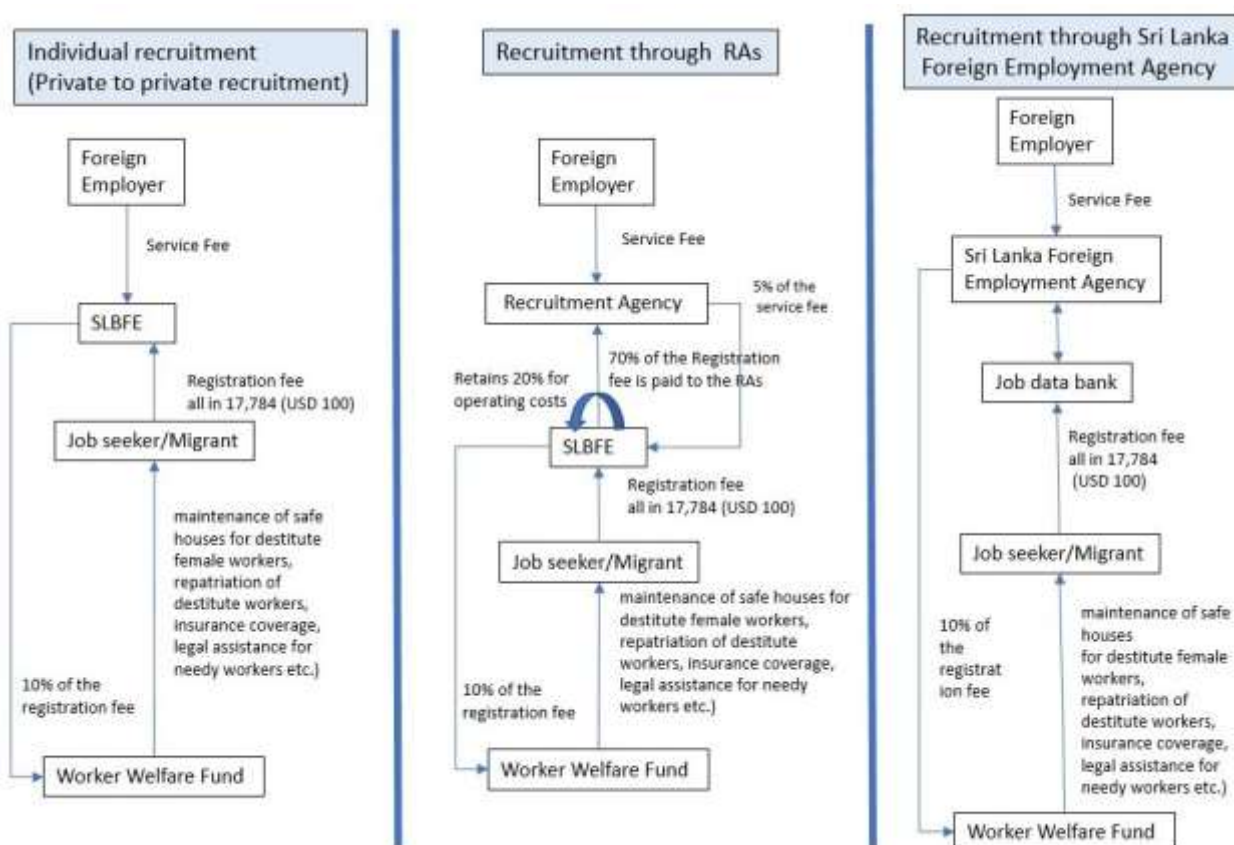 Individual recruitment
(Private to private recruitment)
Foreign
Employer
Service Fee
SLBFE
Registration fee
all in 17,784 (USD 100)
Job seeker/Migrant
maintenance of safe
houses for destitute
female workers,
repatriation of
destitute workers,
insurance coverage,
legal assistance for
needy workers etc.)
10% of the
registration fee
Worker Welfare Fund
Recruitment through RAs
Foreign
Employer
Service Fee
Recruitment Agency
5% of the
service fee
70% of the Registration
fee is paid to the RAs
Retains 20% for
operating costs
SLBFE
Registration fee
all in 17,784 (USD 100)
Job seeker/Migrant
maintenance of safe houses for
destitute female workers,
repatriation of destitute
workers, insurance coverage,
legal assistance for needy
workers etc.)
10% of the
registration fee
Worker Welfare Fund
Recruitment through Sri Lanka
Foreign Employment Agency
Foreign
Employer
Service Fee
Sri Lanka Foreign
Employment Agency
Job data bank
Registration fee
all in 17,784
(USD 100)
Job seeker/Migrant
10% of
the
registrat
ion fee
maintenance of safe
houses
for destitute female
workers,
repatriation of
destitute workers,
insurance coverage,
legal assistance for
needy workers etc.)
Worker Welfare Fund